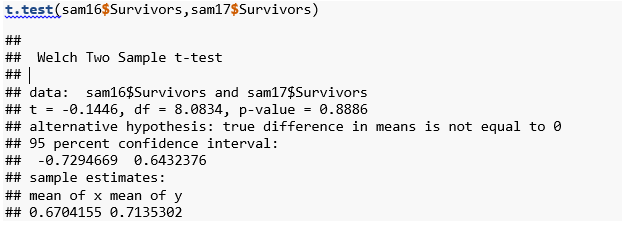 t.test(sam16$Survivors,sam17$Survivors)
##
## Welch Two Sample t-test
##
## data: sam16$Survivors and sam17$Survivors
## t = -0.1446, df = 8.0834, p-value = 0.8886
## alternative hypothesis: true difference in means is not equal to 0
## 95 percent confidence interval:
## -0.7294669 0.6432376
## sample estimates:
## mean of x mean of y
## 0.6704155 0.7135302